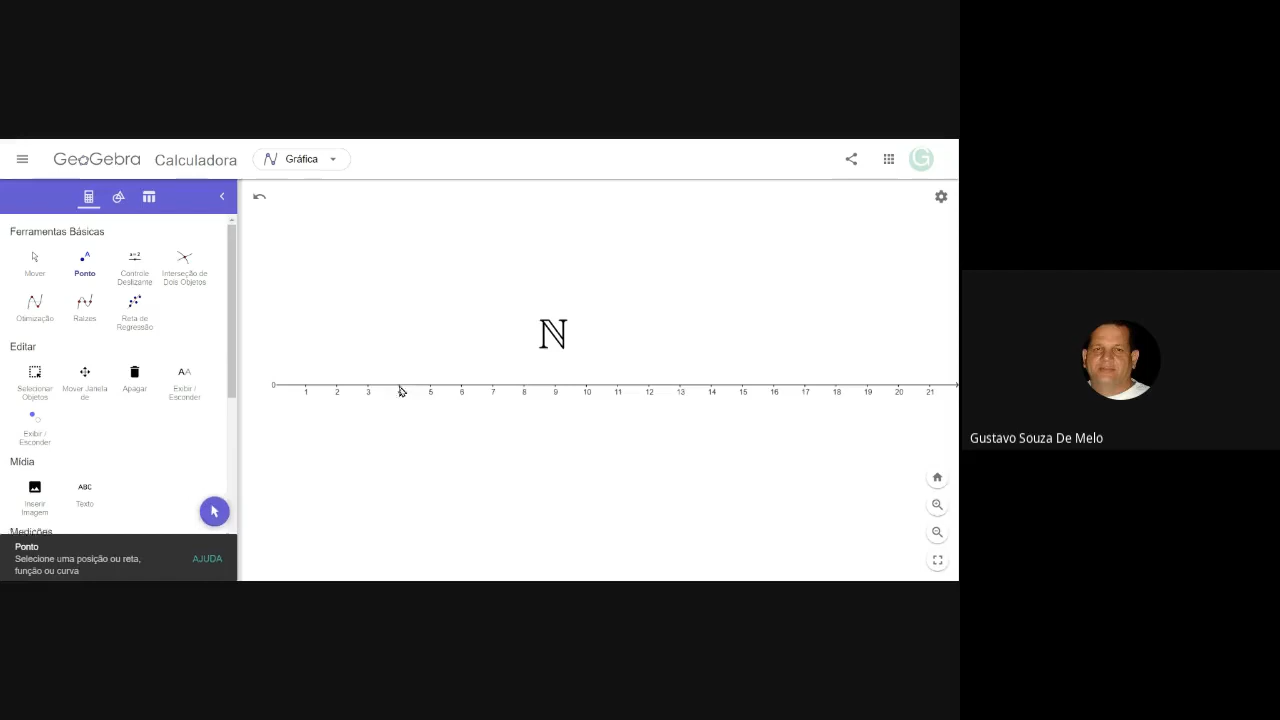 GeoGebra Calculadora Gráfica
Ferramentas Básicas
Mover
Ponto
Controle Deslizante
Interseção de Dois Objetos
Otimização
Raízes
Reta de Regressão
Editar
Selecionar Objetos
Mover Janela de
Apagar
Exibir / Esconder
Exibir / Esconder
Mídia
Inserir Imagem
ABC
Texto
Medições
Ponto
Selecione uma posição ou reta,
função ou curva
AJUDA
ℕ
0 1 2 3 5 6 7 8 9 10 11 12 13 14 15 16 17 18 19 20 21
G
A
a=2
AA
Gustavo Souza De Melo